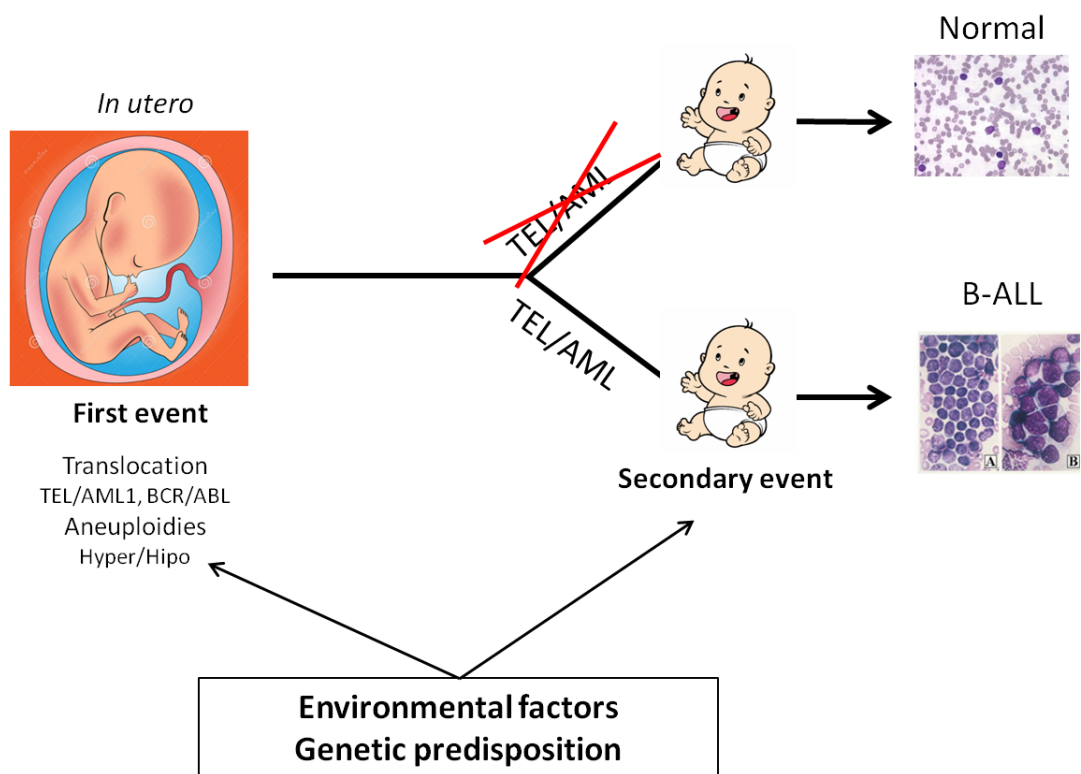 Normal
In utero
TEL/AML
TEL/AML
B-ALL
A
B
First event
Translocation
TEL/AML1, BCR/ABL
Aneuploidies
Hyper/Hipo
Secondary event
Environmental factors
Genetic predisposition